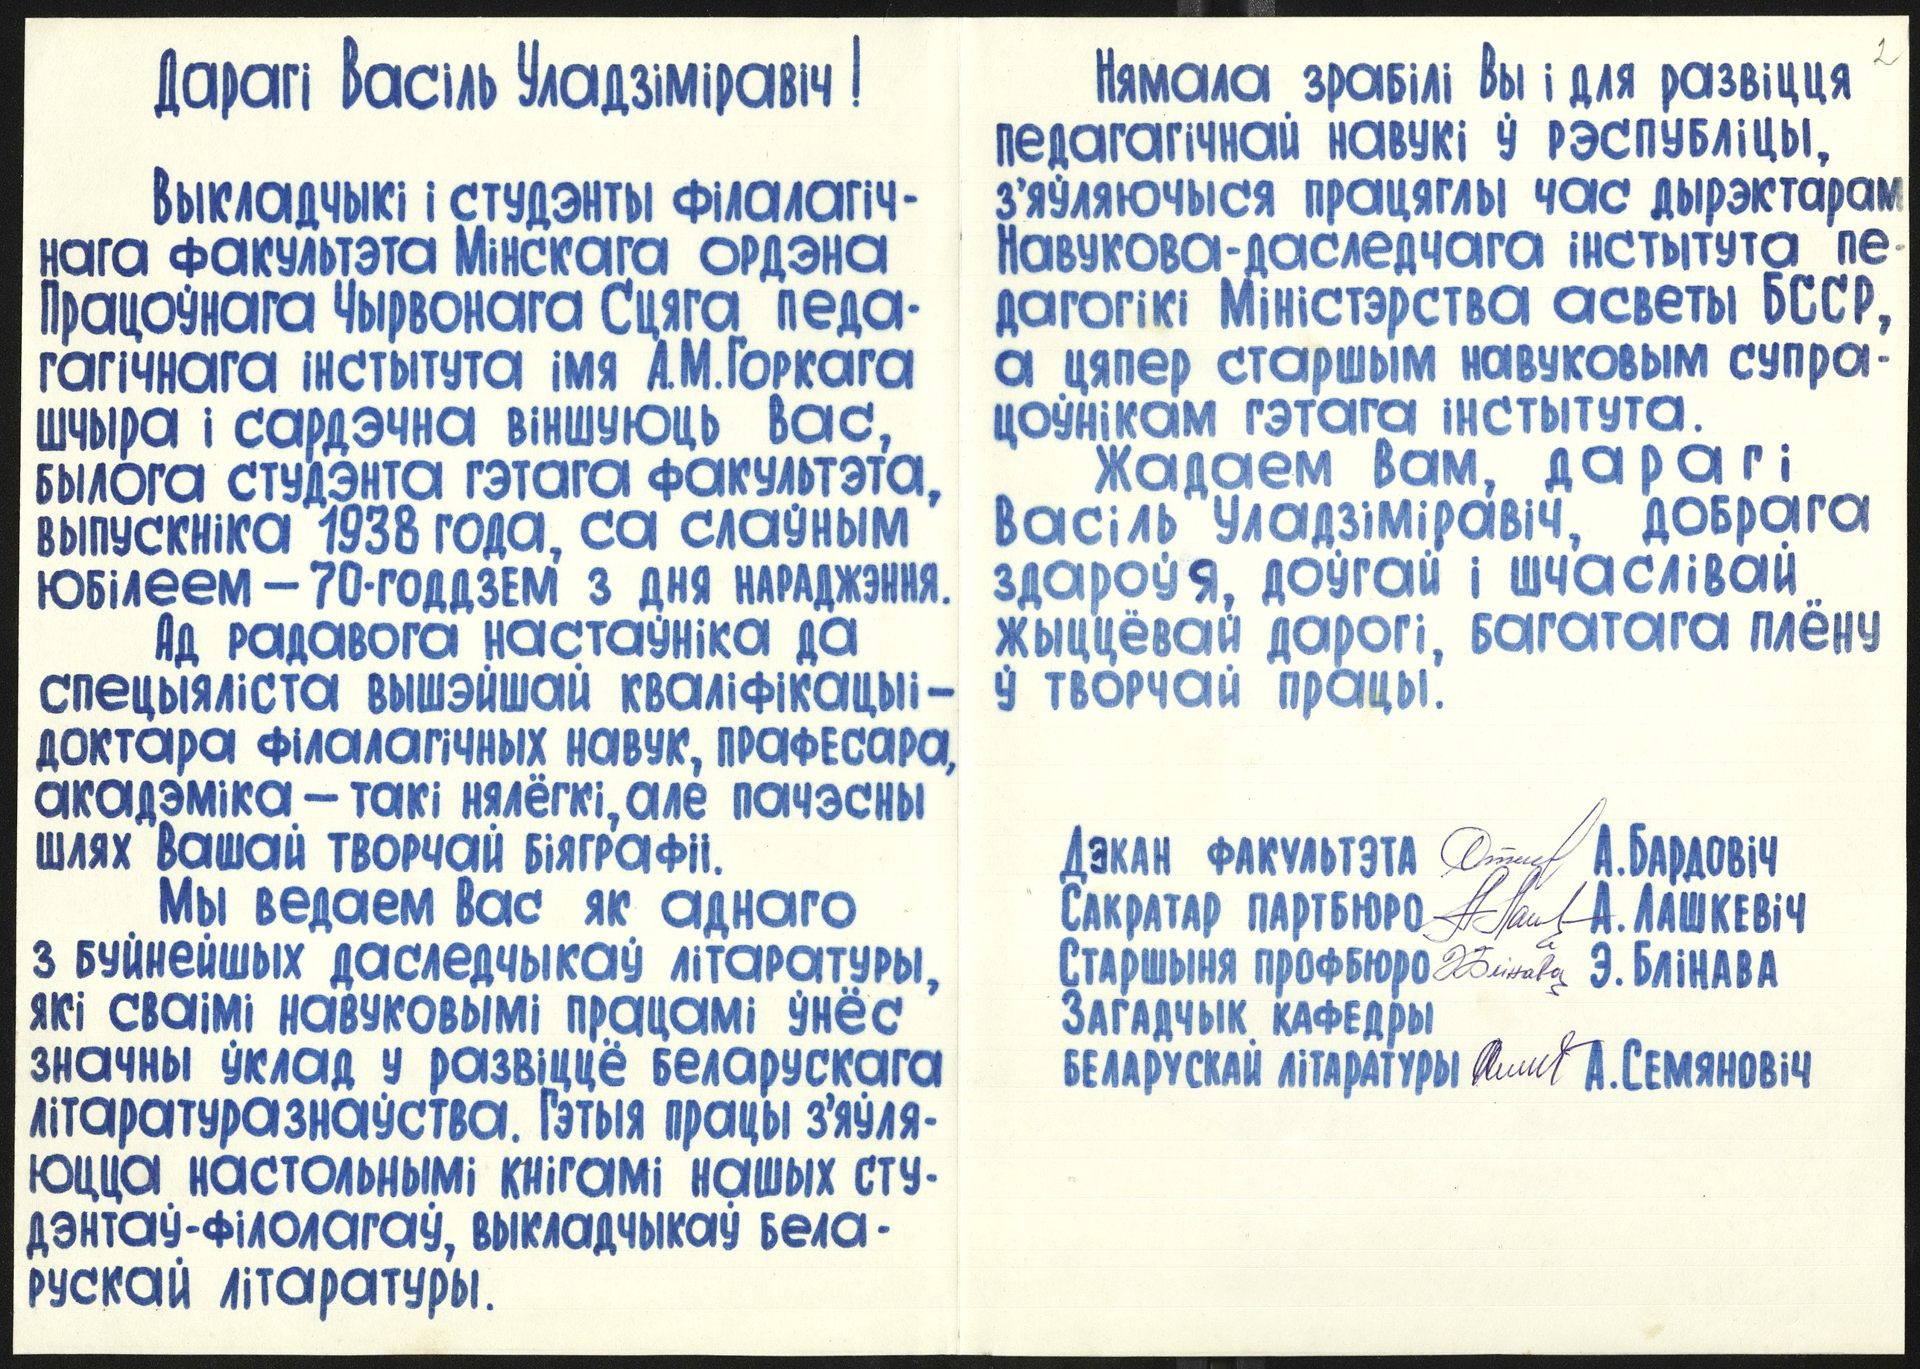 Дарагі Васіль Уладзіміравіч!
Выкладчыкі і студэнты філалагіч-
нага факультэта Мінскага ордэна
Працоўнага Чырвонага Сцяга педа-
гагічнага інстытута імя А.М.Горкага
шчыра і сардэчна віншуюць Вас,
былога студэнта гэтага факультэта,
выпускніка 1938 года, са слаўным
юбілеем — 70-годдзем з дня нараджэння.
Ад радавога настаўніка да
спецыяліста вышэйшай кваліфікацыі —
доктара філалагічных навук, прафесара,
акадэміка — такі нялёгкі, але пачэсны
шлях Вашай творчай біяграфіі.
Мы ведаем Вас як аднаго
з буйнейшых даследчыкаў літаратуры,
які сваімі навуковымі працамі ўнёс
значны ўклад у развіццё беларускага
літаратуразнаўства. Гэтыя працы з'яўля-
юцца настольнымі кнігамі нашых сту-
дэнтаў-філолагаў, выкладчыкаў бела-
рускай літаратуры.
2
Нямала зрабілі Вы і для развіцця
педагагічнай навукі ў рэспубліцы,
з'яўляючыся працяглы час дырэктарам
Навукова-даследчага інстытута пе-
дагогікі Міністэрства асветы БССР,
а цяпер старшым навуковым супра-
цоўнікам гэтага інстытута.
Жадаем Вам, дарагі
Васіль Уладзіміравіч, добрага
здароўя, доўгай і шчаслівай
жыццёвай дарогі, багатага плёну
ў творчай працы.
Дэкан факультэта А.Бардовіч
Сакратар партбюро А.Лашкевіч
Старшыня профбюро Э.Блінава
Загадчык кафедры
беларускай літаратуры А.Семяновіч